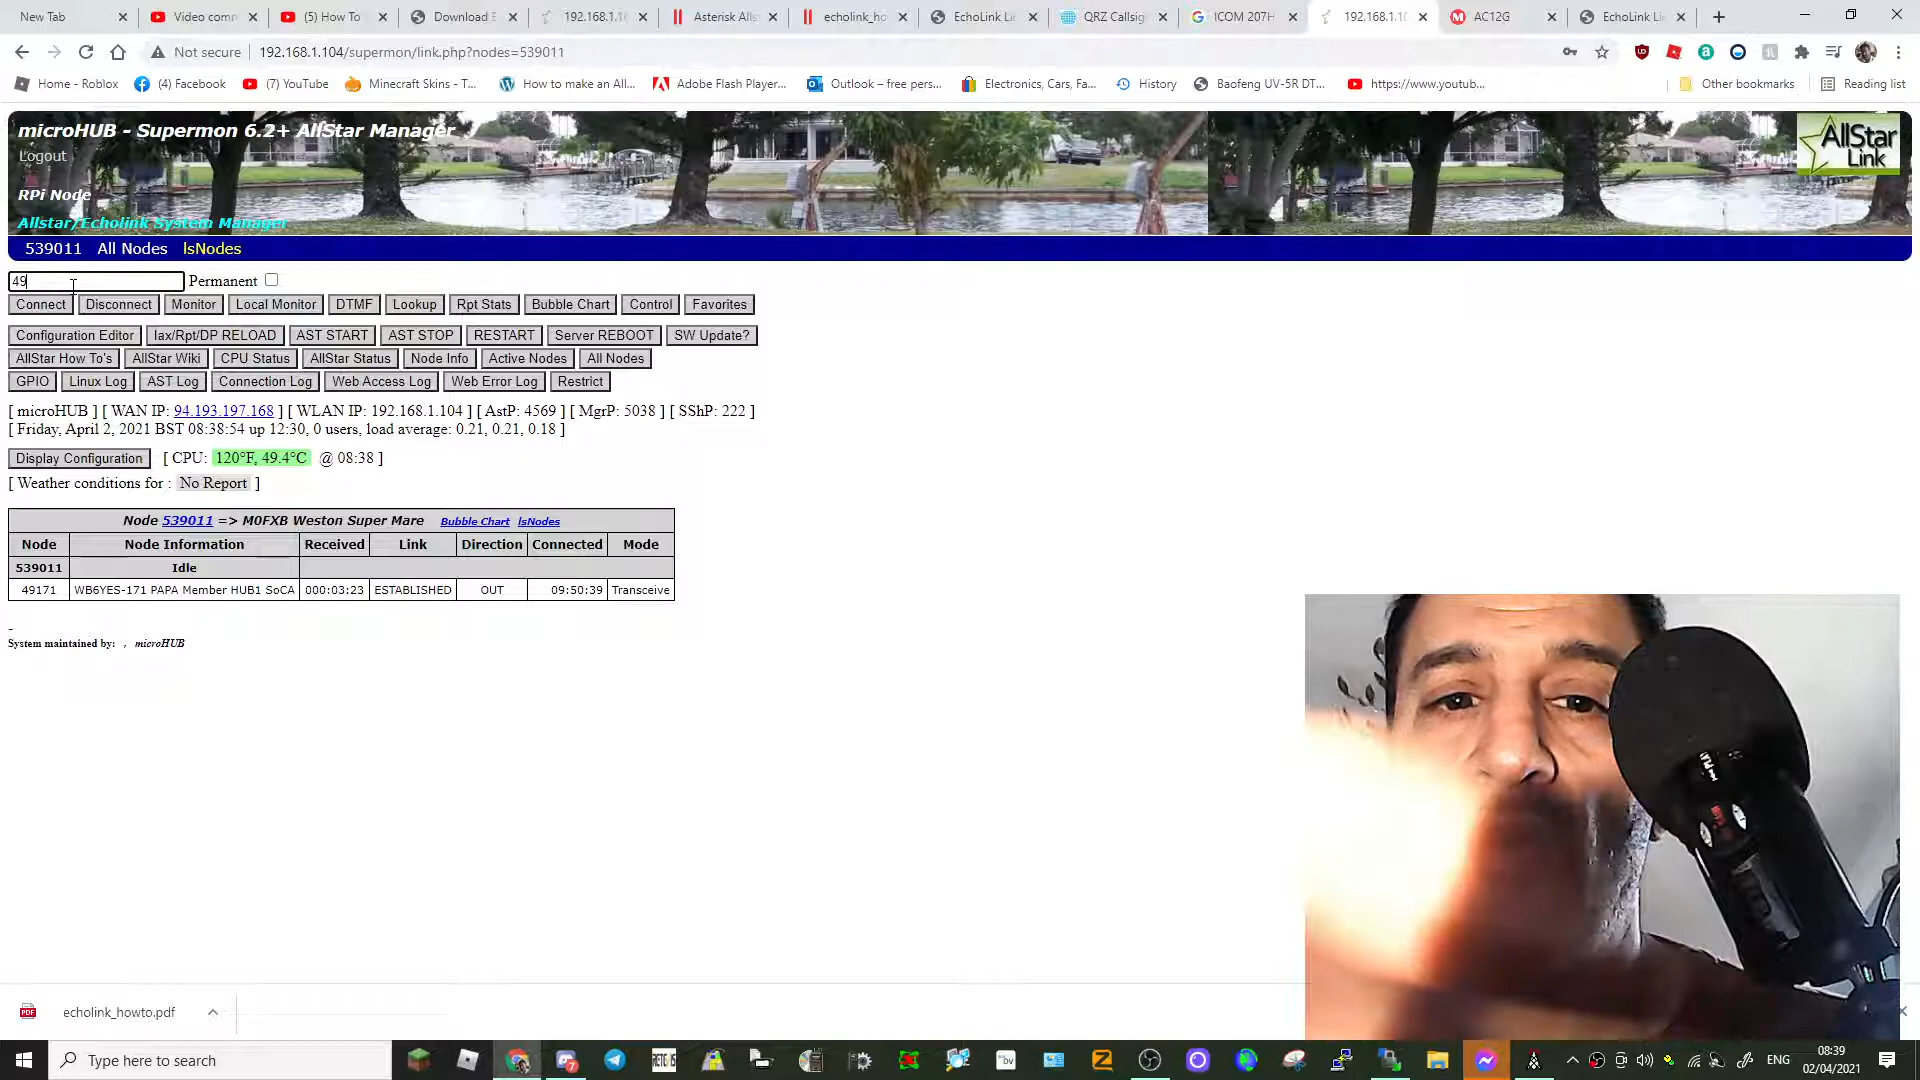 New Tab
Video comm
(5) How To
Download E
192.168.1.10
Asterisk Alls
echolink_ho
EchoLink Li
QRZ Callsig
ICOM 207H
192.168.1.10
AC12G
EchoLink Li
Not secure 192.168.1.104/supermon/link.php?nodes=539011
Home - Roblox (4) Facebook (7) YouTube Minecraft Skins - T... How to make an All... Adobe Flash Player... Outlook – free pers... Electronics, Cars, Fa... History Baofeng UV-5R DT... https://www.youtub... Other bookmarks Reading list
microHUB - Supermon 6.2+ AllStar Manager
Logout
AllStar
Link
RPi Node
Allstar/Echolink System Manager
539011 All Nodes lsNodes
49 Permanent
Connect Disconnect Monitor Local Monitor DTMF Lookup Rpt Stats Bubble Chart Control Favorites
Configuration Editor Iax/Rpt/DP RELOAD AST START AST STOP RESTART Server REBOOT SW Update?
AllStar How To's AllStar Wiki CPU Status AllStar Status Node Info Active Nodes All Nodes
GPIO Linux Log AST Log Connection Log Web Access Log Web Error Log Restrict
[ microHUB ] [ WAN IP: 94.193.197.168 ] [ WLAN IP: 192.168.1.104 ] [ AstP: 4569 ] [ MgrP: 5038 ] [ SShP: 222 ]
[ Friday, April 2, 2021 BST 08:38:54 up 12:30, 0 users, load average: 0.21, 0.21, 0.18 ]
Display Configuration [ CPU: 120°F, 49.4°C @ 08:38 ]
[ Weather conditions for : No Report ]
Node 539011 => M0FXB Weston Super Mare Bubble Chart lsNodes
Node Node Information Received Link Direction Connected Mode
539011 Idle
49171 WB6YES-171 PAPA Member HUB1 SoCA 000:03:23 ESTABLISHED OUT 09:50:39 Transceive
-
System maintained by: , microHUB
echolink_howto.pdf
Type here to search
ENG
08:39
02/04/2021